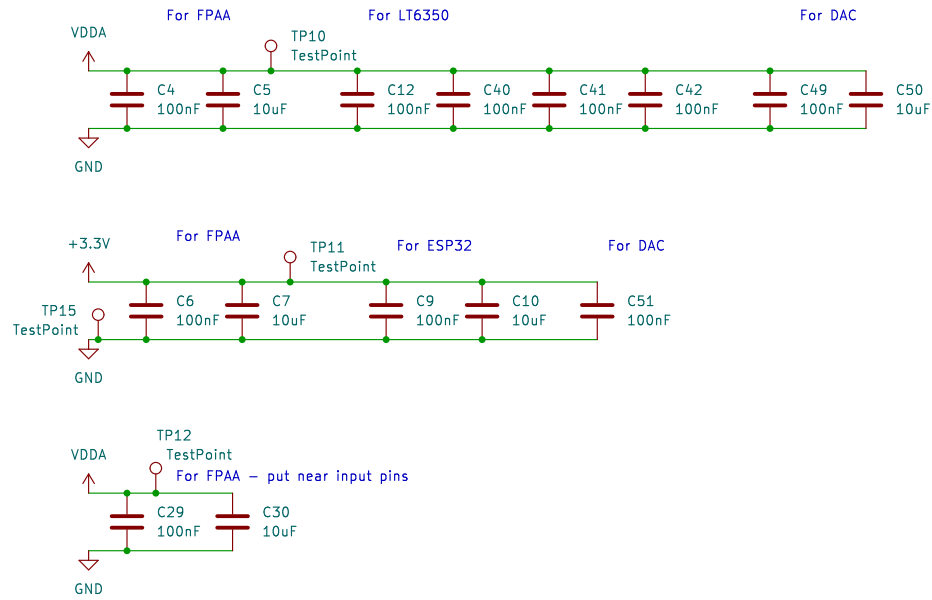 For FPAA
For LT6350
For DAC
VDDA
TP10
TestPoint
C4
100nF
C5
10uF
C12
100nF
C40
100nF
C41
100nF
C42
100nF
C49
100nF
C50
10uF
GND
For FPAA
For ESP32
For DAC
+3.3V
TP11
TestPoint
TP15
TestPoint
C6
100nF
C7
10uF
C9
100nF
C10
10uF
C51
100nF
GND
TP12
TestPoint
VDDA
For FPAA – put near input pins
C29
100nF
C30
10uF
GND